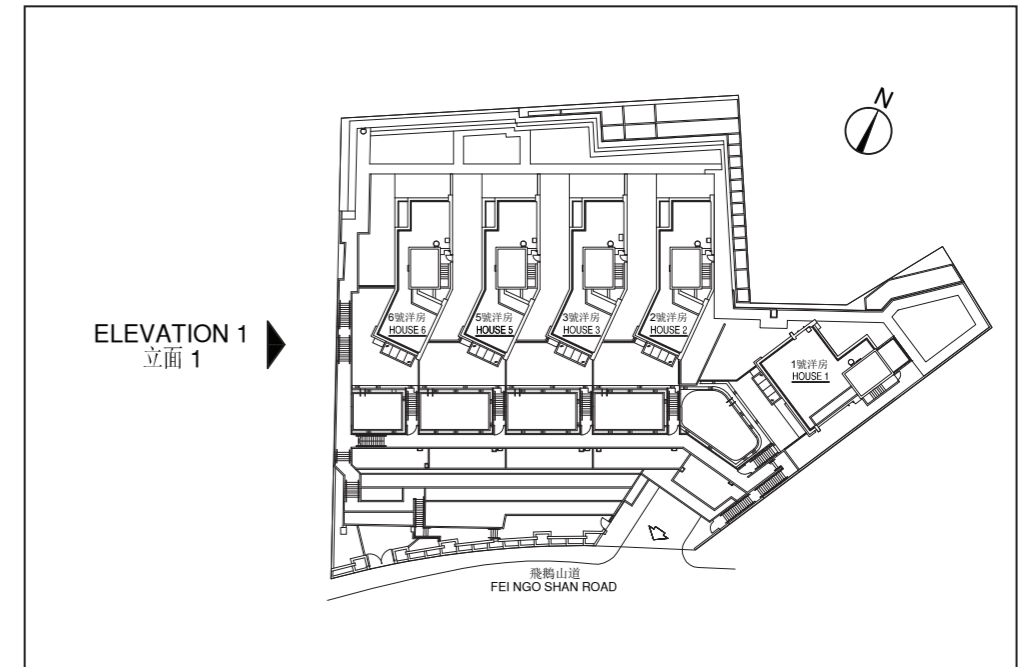 N
ELEVATION 1
立面 1
6號洋房
HOUSE 6
5號洋房
HOUSE 5
3號洋房
HOUSE 3
2號洋房
HOUSE 2
1號洋房
HOUSE 1
飛鵝山道
FEI NGO SHAN ROAD